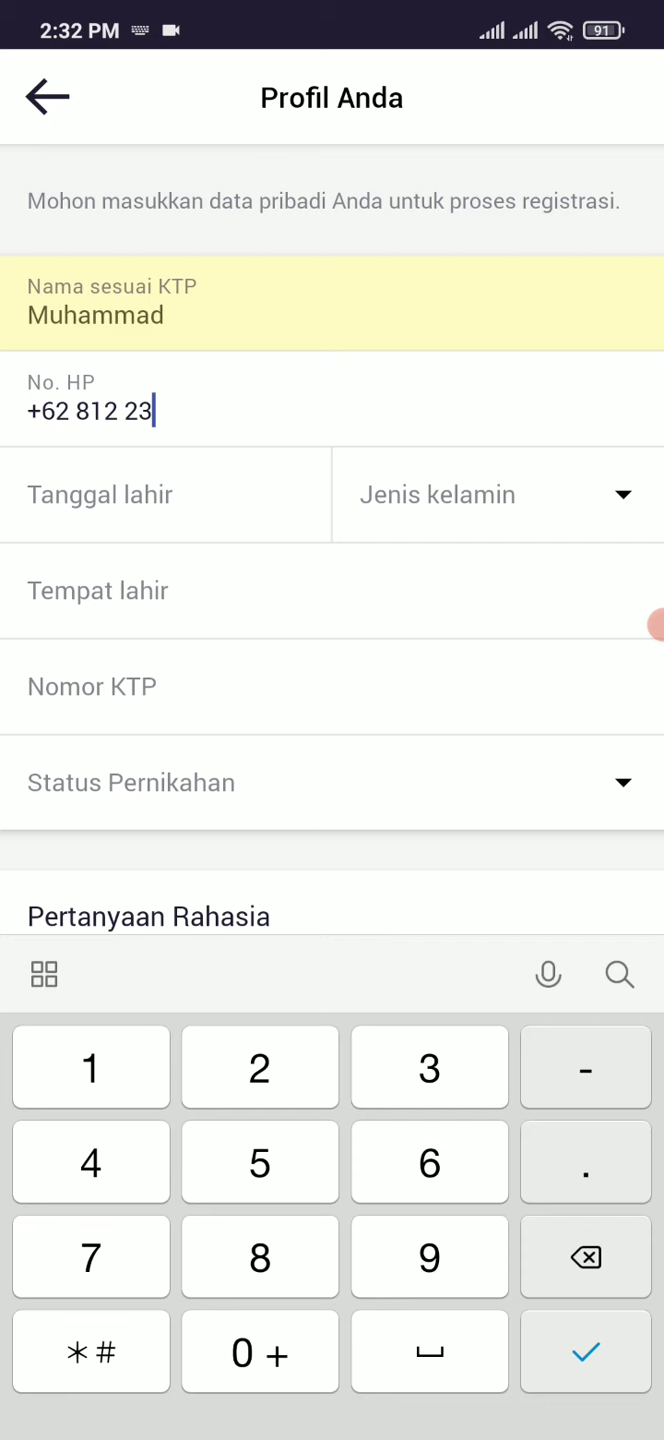 2:32 PM
91
Profil Anda
Mohon masukkan data pribadi Anda untuk proses registrasi.
Nama sesuai KTP
Muhammad
No. HP
+62 812 23
Tanggal lahir
Jenis kelamin
Tempat lahir
Nomor KTP
Status Pernikahan
Pertanyaan Rahasia
1 2 3 -
4 5 6 .
7 8 9
*# 0 +